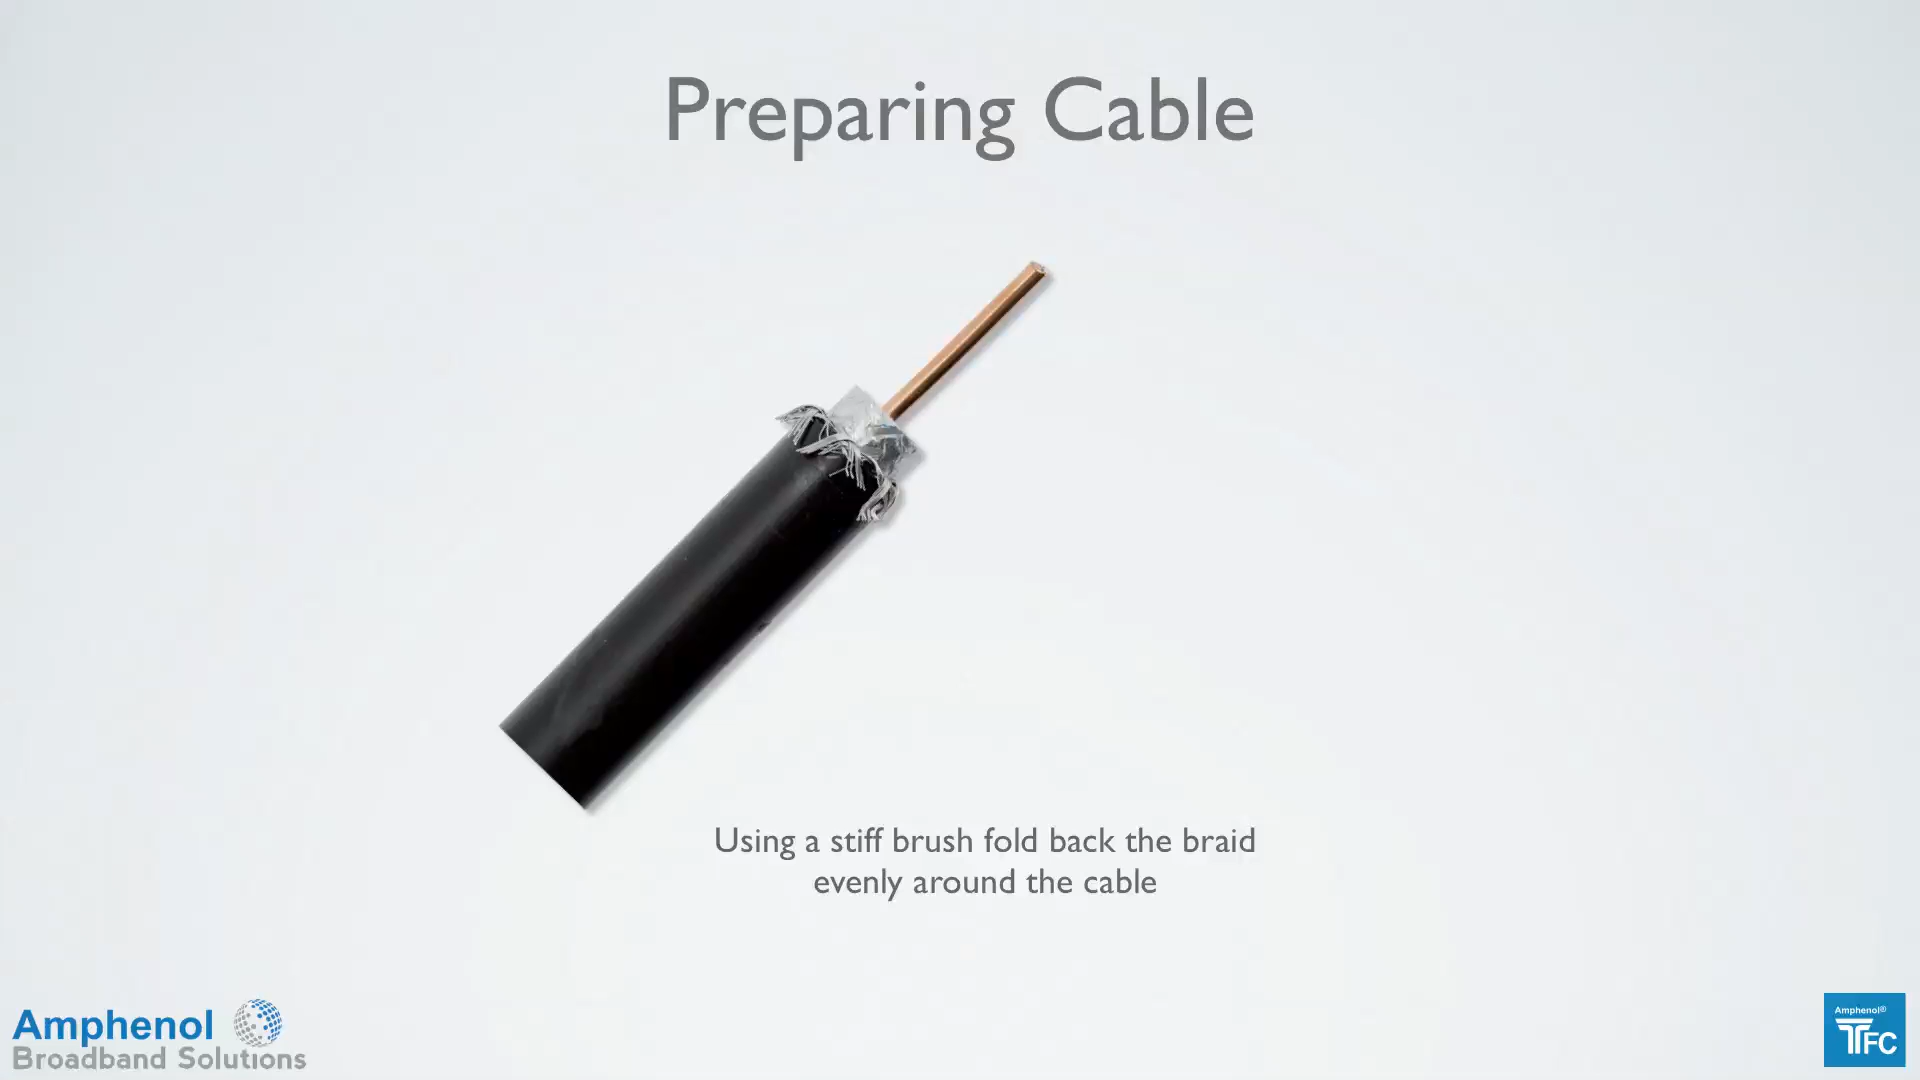 Preparing Cable
Using a stiff brush fold back the braid
evenly around the cable
Amphenol
Broadband Solutions
Amphenol®
TFC